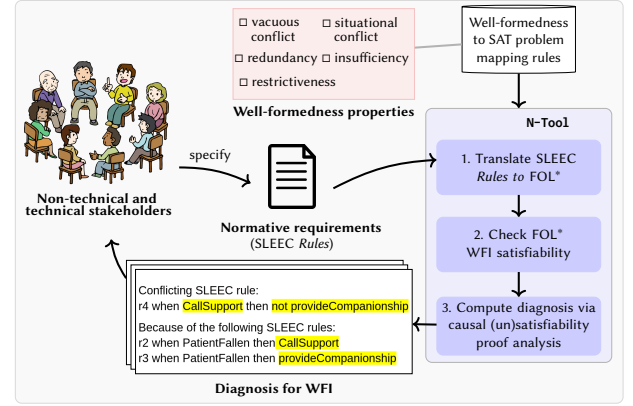 □ vacuous conflict
□ situational conflict
□ redundancy □ insufficiency
□ restrictiveness
Well-formedness properties
Well-formedness
to SAT problem
mapping rules
N-Tool
1. Translate SLEEC
Rules to FOL*
2. Check FOL*
WFI satisfiability
3. Compute diagnosis via
causal (un)satisfiability
proof analysis
specify
Non-technical and
technical stakeholders
Normative requirements
(SLEEC Rules)
Conflicting SLEEC rule:
r4 when CallSupport then not provideCompanionship
Because of the following SLEEC rules:
r2 when PatientFallen then CallSupport
r3 when PatientFallen then provideCompanionship
Diagnosis for WFI